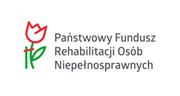 Państwowy Fundusz
Rehabilitacji Osób
Niepełnosprawnych